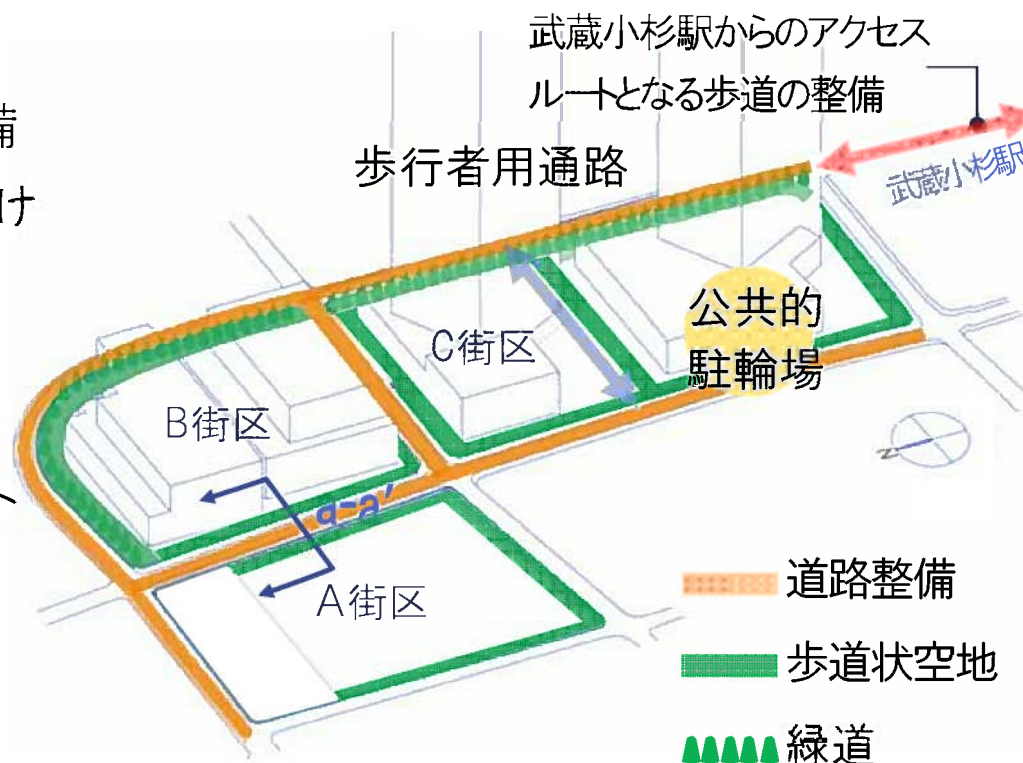 武蔵小杉駅からのアクセス
ルートとなる歩道の整備
備
け
歩行者用通路
武蔵小杉駅
公共的
駐輪場
C街区
B街区
a-a'
A街区
道路整備
歩道状空地
緑道